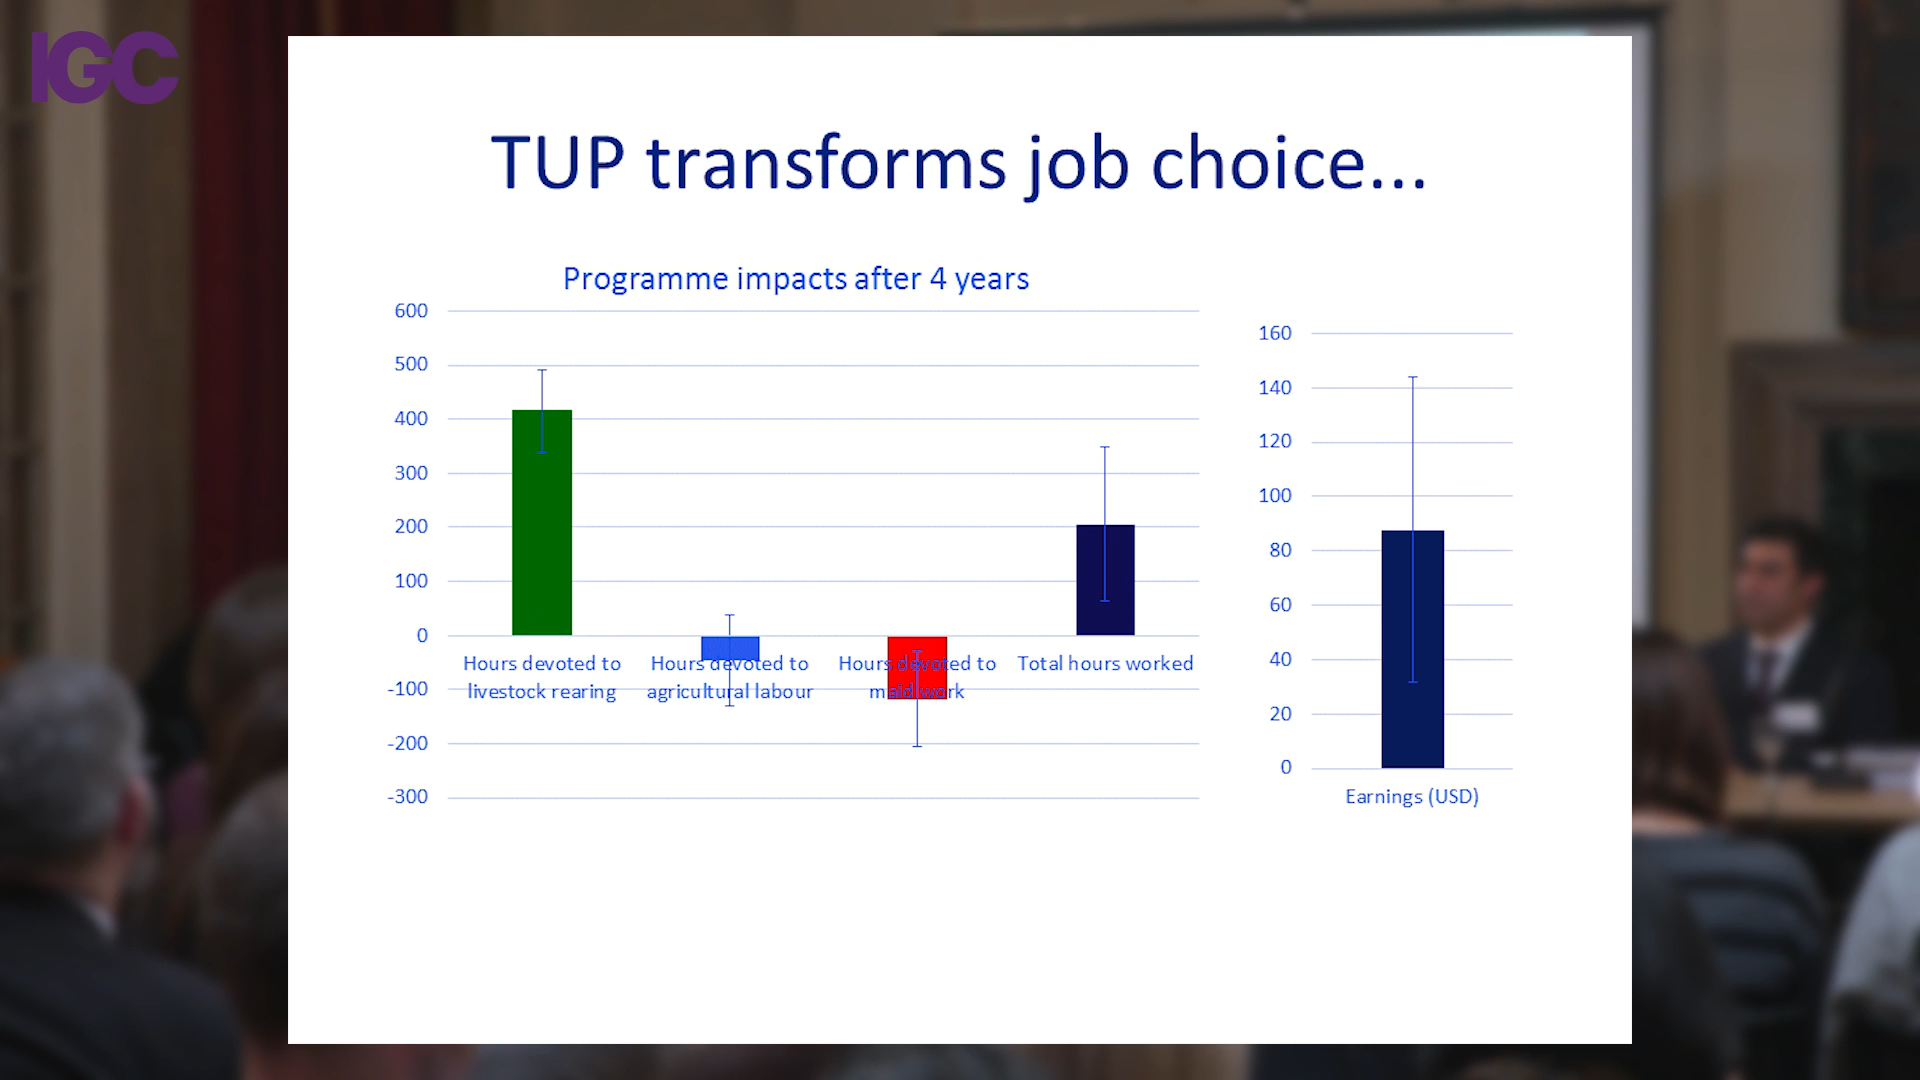 IGC
TUP transforms job choice...
Programme impacts after 4 years
600
500
400
300
200
100
0
-100
-200
-300
Hours devoted to
livestock rearing
Hours devoted to
agricultural labour
Hours devoted to
maid work
Total hours worked
160
140
120
100
80
60
40
20
0
Earnings (USD)